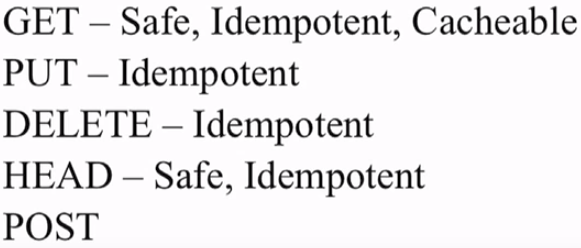 GET – Safe, Idempotent, Cacheable
PUT – Idempotent
DELETE – Idempotent
HEAD – Safe, Idempotent
POST